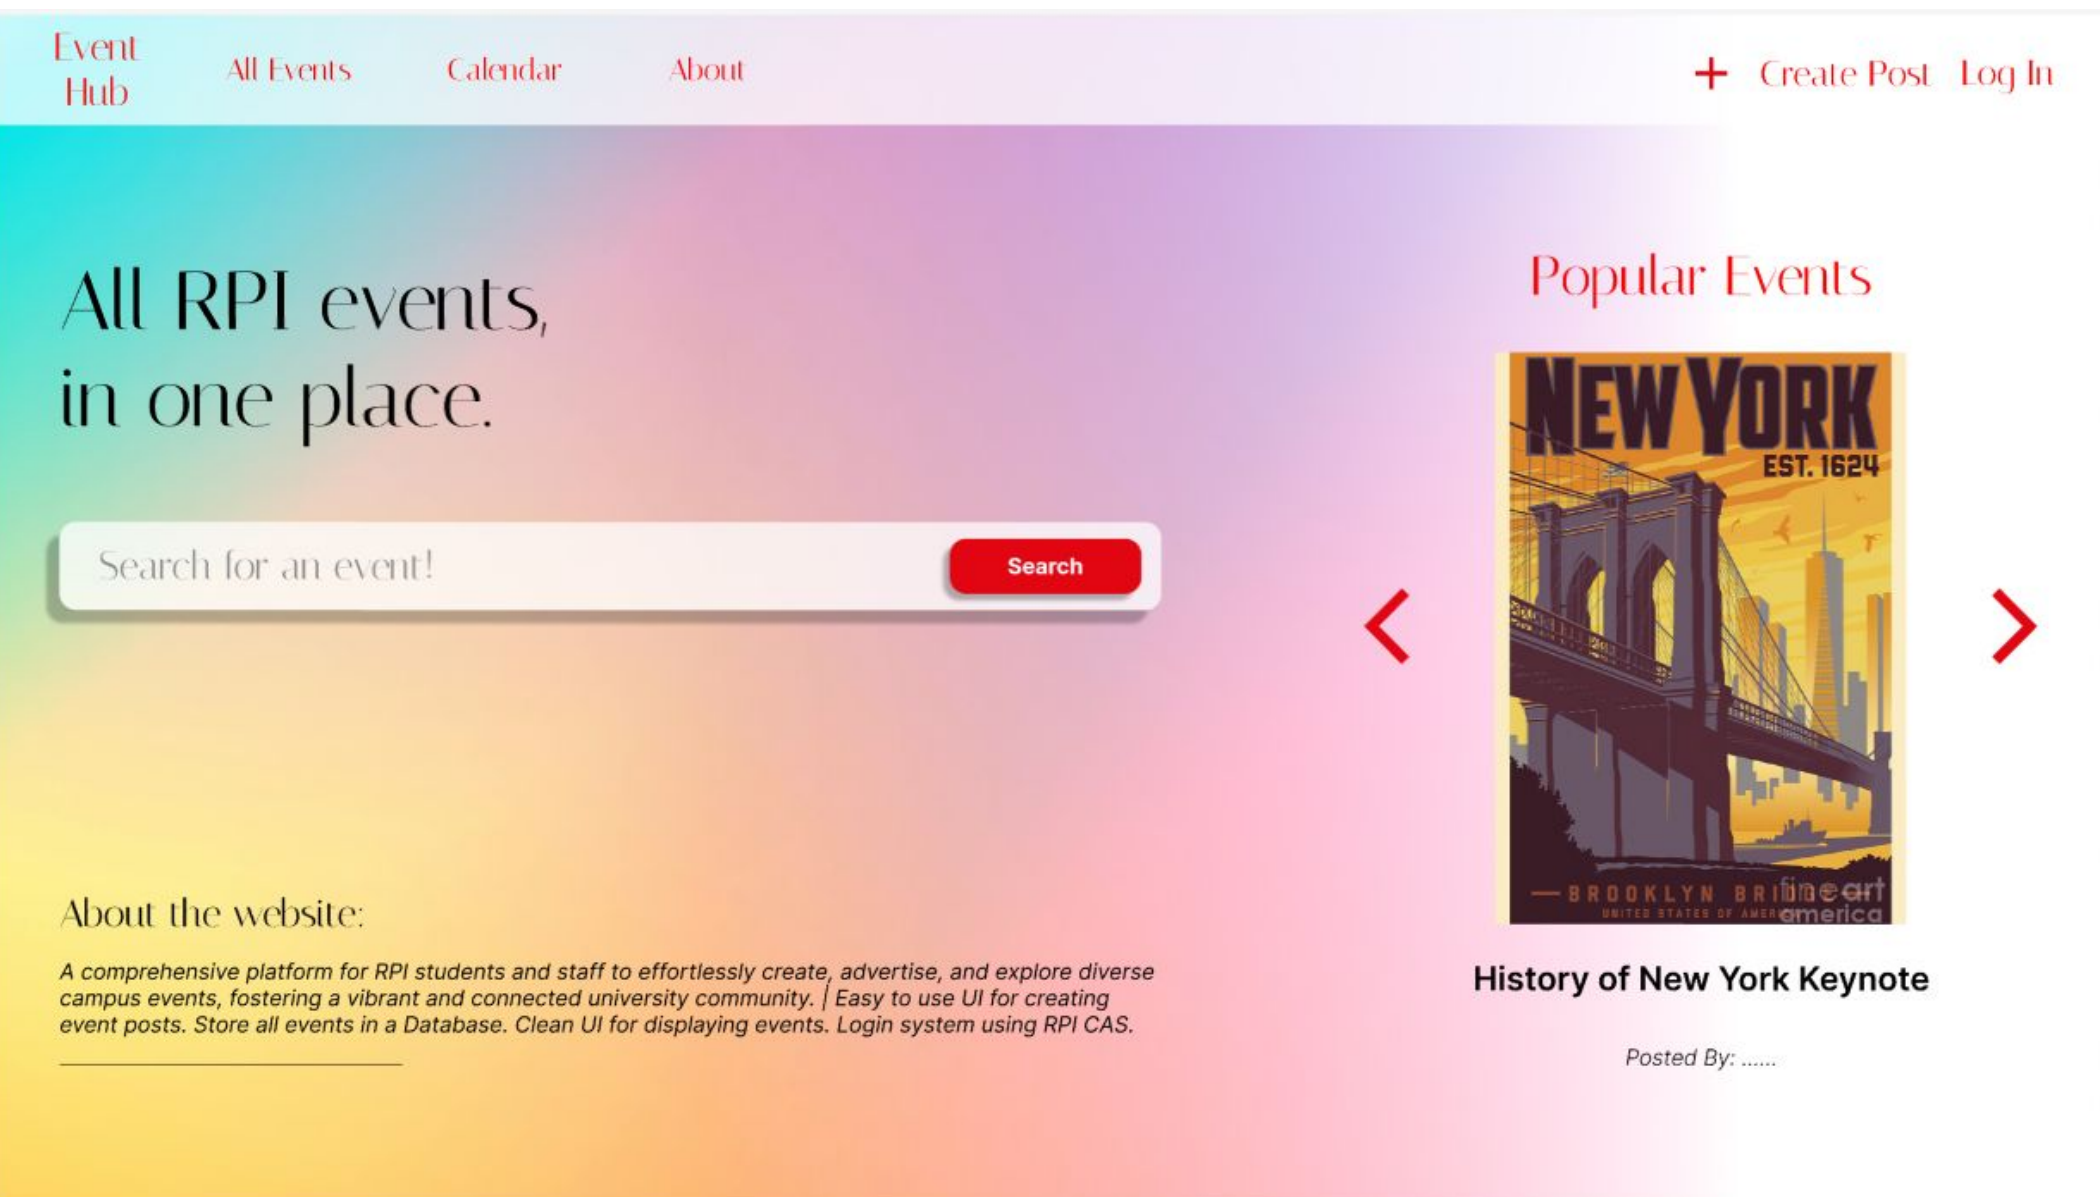 Event
Hub
All Events
Calendar
About
+ Create Post
Log In
All RPI events,
in one place.
Search for an event!
Search
About the website:
A comprehensive platform for RPI students and staff to effortlessly create, advertise, and explore diverse
campus events, fostering a vibrant and connected university community. | Easy to use UI for creating
event posts. Store all events in a Database. Clean UI for displaying events. Login system using RPI CAS.
Popular Events
NEW YORK
EST. 1624
BROOKLYN BRIDGE
UNITED STATES OF AMERICA
fine art
america
History of New York Keynote
Posted By: ......